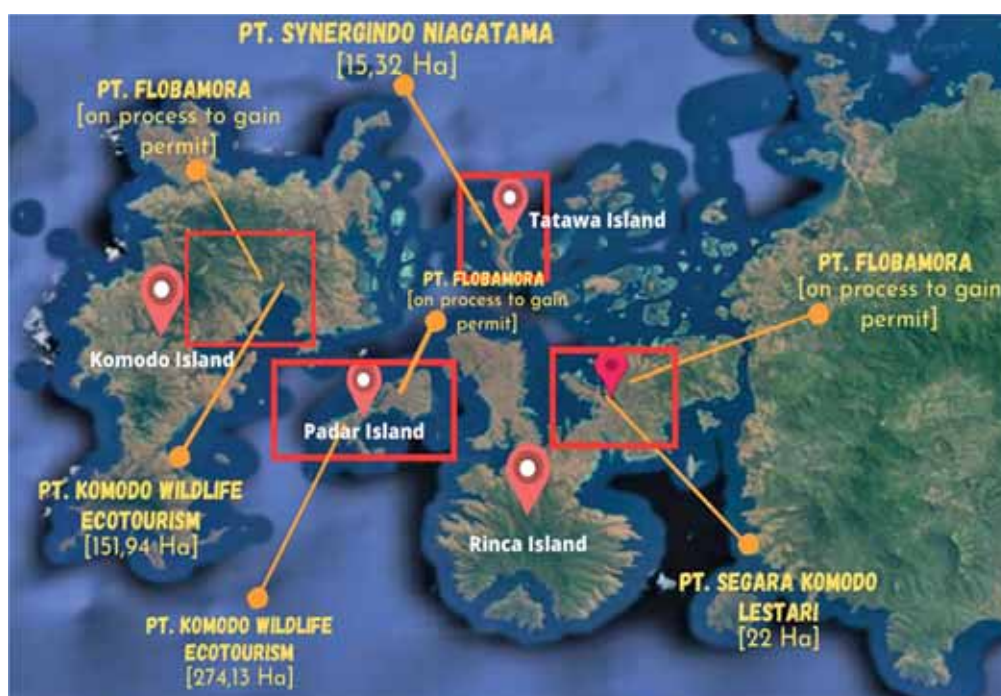 PT. SYNERGINDO NIAGATAMA
[15,32 Ha]
PT. FLOBAMORA
[on process to gain
permit]
Tatawa Island
PT. FLOBAMORA
[on process to gain
permit]
PT. FLOBAMORA
[on process to gain
permit]
Komodo Island
Padar Island
PT. KOMODO WILDLIFE
ECOTOURISM
[151,94 Ha]
Rinca Island
PT. SEGARA KOMODO
LESTARI
[22 Ha]
PT. KOMODO WILDLIFE
ECOTOURISM
[274,13 Ha]